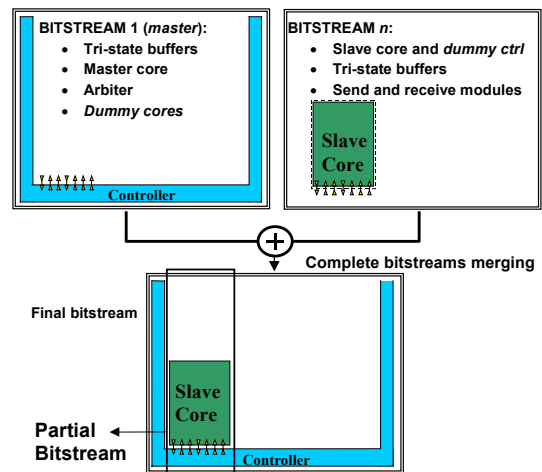 BITSTREAM 1 (master):
• Tri-state buffers
• Master core
• Arbiter
• Dummy cores
Controller
BITSTREAM n:
• Slave core and dummy ctrl
• Tri-state buffers
• Send and receive modules
Slave
Core
Complete bitstreams merging
Final bitstream
Slave
Core
Partial
Bitstream
Controller